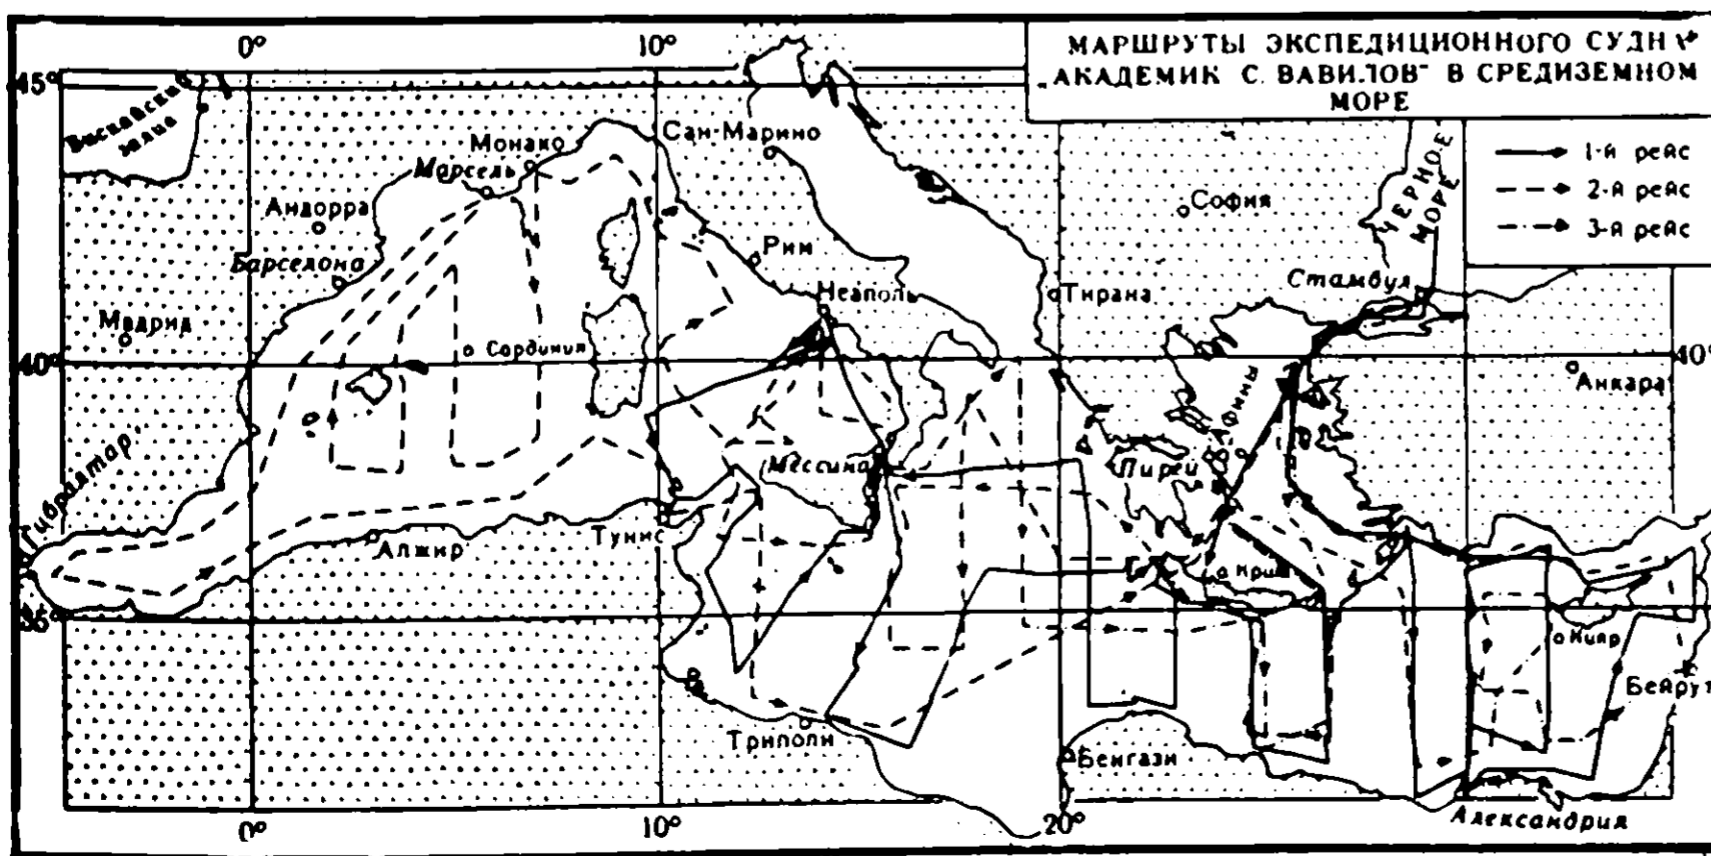 МАРШРУТЫ ЭКСПЕДИЦИОННОГО СУДНА
„АКАДЕМИК С. ВАВИЛОВ" В СРЕДИЗЕМНОМ
МОРЕ
1-й рейс
2-й рейс
3-й рейс
0°
10°
45°
Бискайский
залив
Монако
Марсель
Сан-Марино
Андорра
Барселона
Рим
София
ЧЕРНОЕ
МОРЕ
Мадрид
Неаполь
Тирана
Стамбул
Сардиния
40°
40°
Анкара
Афины
Гибралтар
Мессина
Пирей
Алжир
Тунис
Крит
35°
Кипр
Бейрут
Триполи
Бенгази
0°
10°
20°
Александрия